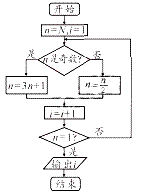 开始
n=N,i=1
n是奇数?
是
否
n=3n+1
n=n/2
i=i+1
n=1?
否
是
输出i
结束